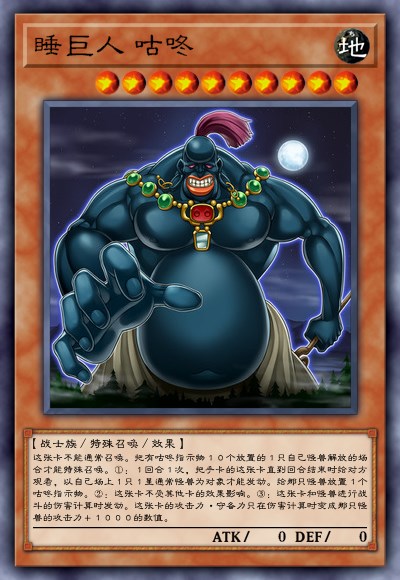 睡巨人 咕咚
地
【战士族／特殊召唤／效果】
这张卡不能通常召唤。把有咕咚指示物１０个放置的１只自己怪兽解放的场
合才能特殊召唤。①：１回合１次，把手卡的这张卡直到回合结束时给对方
观看，以自己场上１只１星通常怪兽为对象才能发动。给那只怪兽放置１个
咕咚指示物。②：这张卡不受其他卡的效果影响。③：这张卡和怪兽进行战
斗的伤害计算时发动。这张卡的攻击力·守备力只在伤害计算时变成那只怪
兽的攻击力＋１０００的数值。
ATK/ 0 DEF/ 0